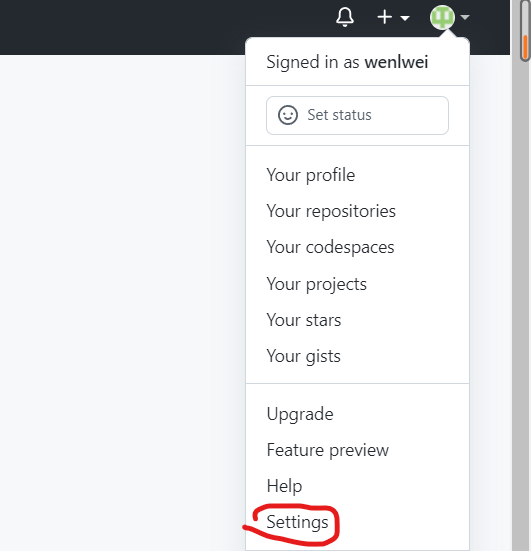 Signed in as wenlwei
Set status
Your profile
Your repositories
Your codespaces
Your projects
Your stars
Your gists
Upgrade
Feature preview
Help
Settings